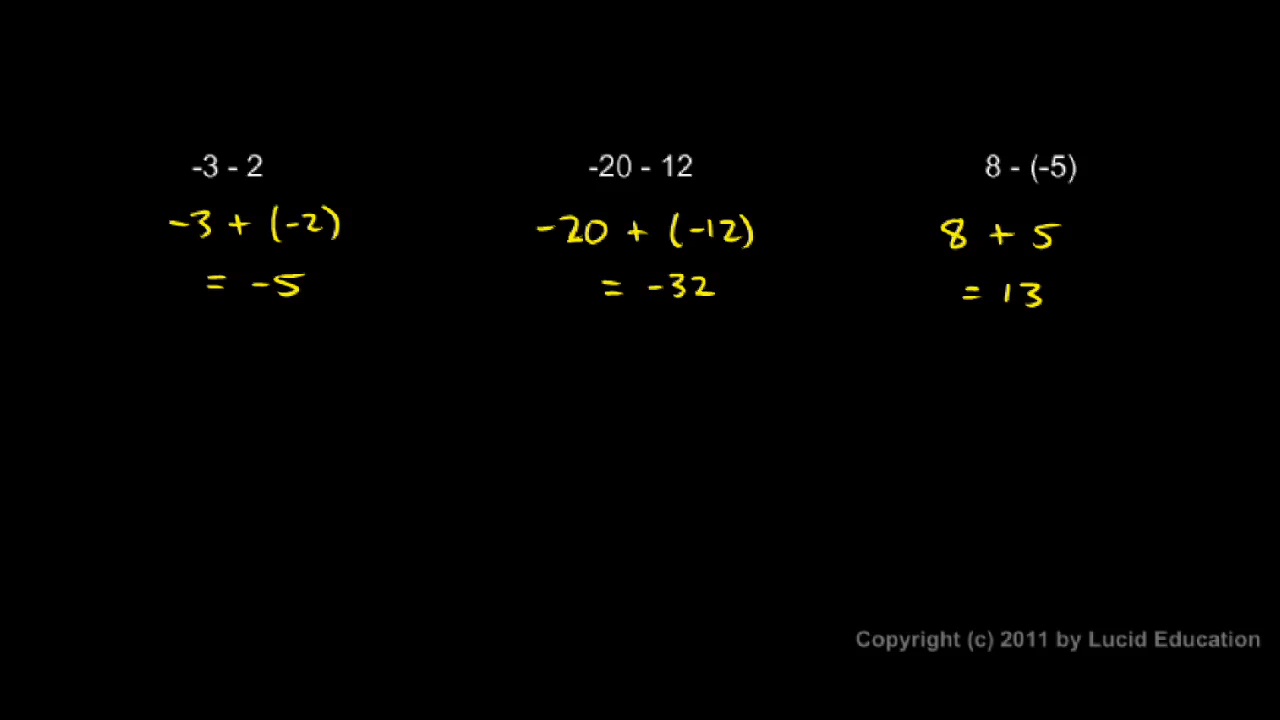 -3 - 2
-3 + (-2)
= -5
-20 - 12
-20 + (-12)
= -32
8 - (-5)
8 + 5
= 13
Copyright (c) 2011 by Lucid Education